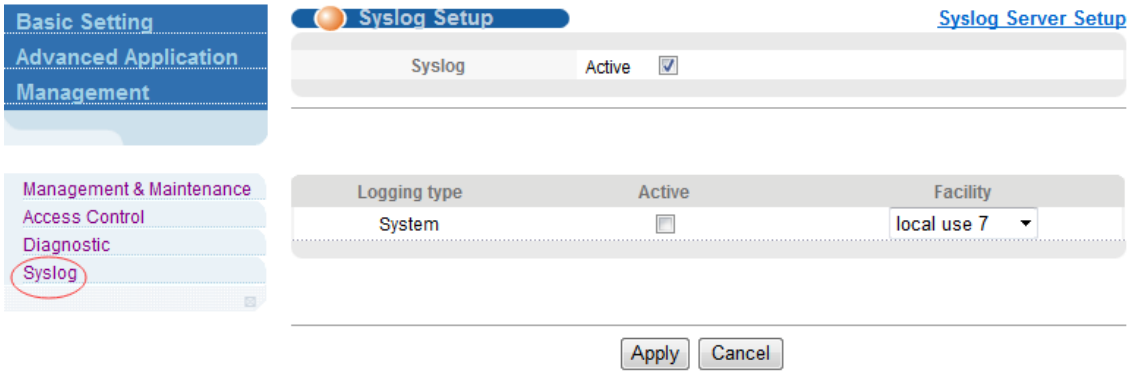 Basic Setting
Advanced Application
Management
Management & Maintenance
Access Control
Diagnostic
Syslog
Syslog Setup
Syslog Server Setup
Syslog Active
Logging type Active Facility
System local use 7
Apply Cancel